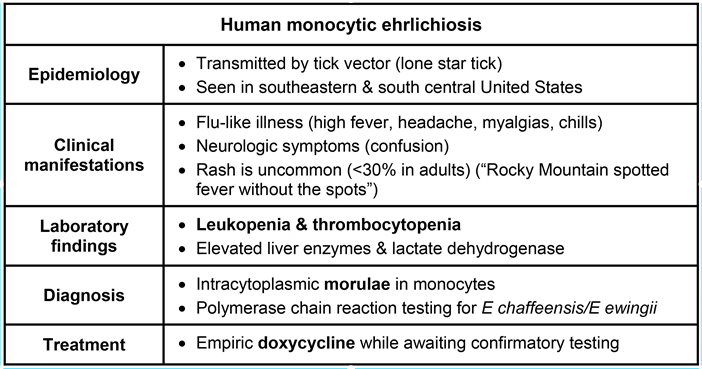 Human monocytic ehrlichiosis
Epidemiology
• Transmitted by tick vector (lone star tick)
• Seen in southeastern & south central United States
Clinical
manifestations
• Flu-like illness (high fever, headache, myalgias, chills)
• Neurologic symptoms (confusion)
• Rash is uncommon (<30% in adults) (“Rocky Mountain spotted
fever without the spots”)
Laboratory
findings
• Leukopenia & thrombocytopenia
• Elevated liver enzymes & lactate dehydrogenase
Diagnosis
• Intracytoplasmic morulae in monocytes
• Polymerase chain reaction testing for E chaffeensis/E ewingii
Treatment
• Empiric doxycycline while awaiting confirmatory testing